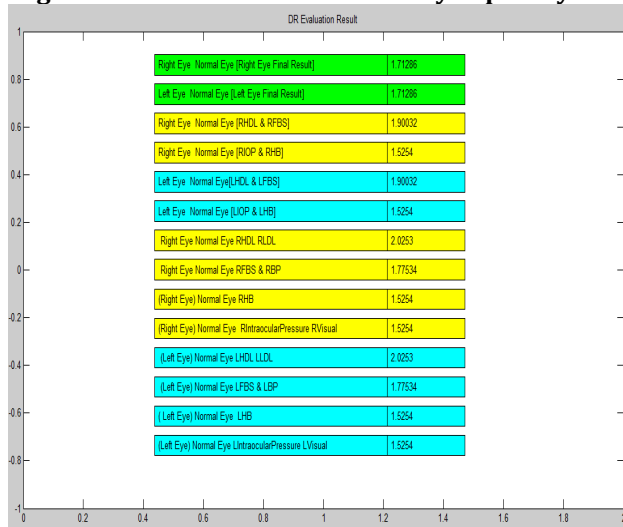 DR Evaluation Result
1
Right Eye Normal Eye [Right Eye Final Result] 1.71286
0.8
Left Eye Normal Eye [Left Eye Final Result] 1.71286
Right Eye Normal Eye [RHDL & RFBS] 1.90032
0.6
Right Eye Normal Eye [RIOP & RHB] 1.5254
0.4
Left Eye Normal Eye[LHDL & LFBS] 1.90032
Left Eye Normal Eye [LIOP & LHB] 1.5254
0.2
Right Eye Normal Eye RHDL RLDL 2.0253
0
Right Eye Normal Eye RFBS & RBP 1.77534
(Right Eye) Normal Eye RHB 1.5254
-0.2
(Right Eye) Normal Eye RIntraocularPressure RVisual 1.5254
(Left Eye) Normal Eye LHDL LLDL 2.0253
-0.4
(Left Eye) Normal Eye LFBS & LBP 1.77534
-0.6
( Left Eye) Normal Eye LHB 1.5254
(Left Eye) Normal Eye LIntraocularPressure LVisual 1.5254
-0.8
-1
0 0.2 0.4 0.6 0.8 1 1.2 1.4 1.6 1.8 2